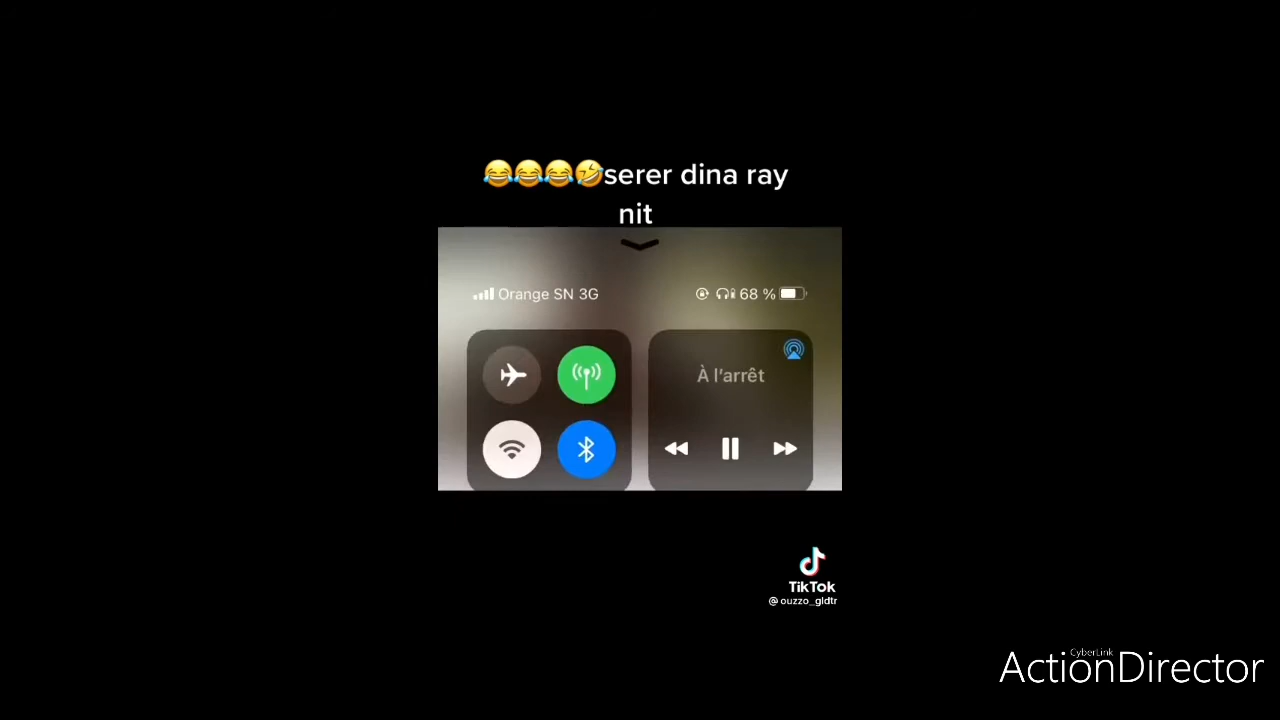 😂😂😂🤣serer dina ray
nit
Orange SN 3G
68 %
À l'arrêt
TikTok
@ouzzo_gldtr
CyberLink
ActionDirector